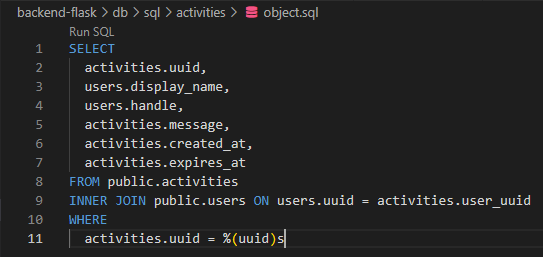 backend-flask > db > sql > activities > object.sql
Run SQL
1 SELECT
2   activities.uuid,
3   users.display_name,
4   users.handle,
5   activities.message,
6   activities.created_at,
7   activities.expires_at
8 FROM public.activities
9 INNER JOIN public.users ON users.uuid = activities.user_uuid
10 WHERE
11   activities.uuid = %(uuid)s